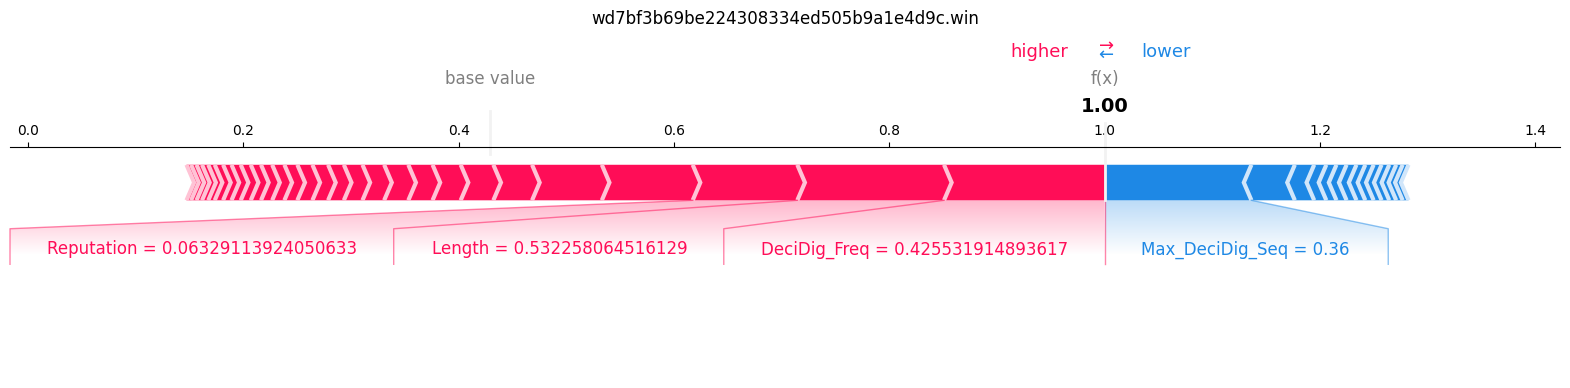 wd7bf3b69be224308334ed505b9a1e4d9c.win
higher ⇄ lower
base value f(x)
1.00
0.0 0.2 0.4 0.6 0.8 1.0 1.2 1.4
Reputation = 0.06329113924050633 Length = 0.532258064516129 DeciDig_Freq = 0.425531914893617 Max_DeciDig_Seq = 0.36